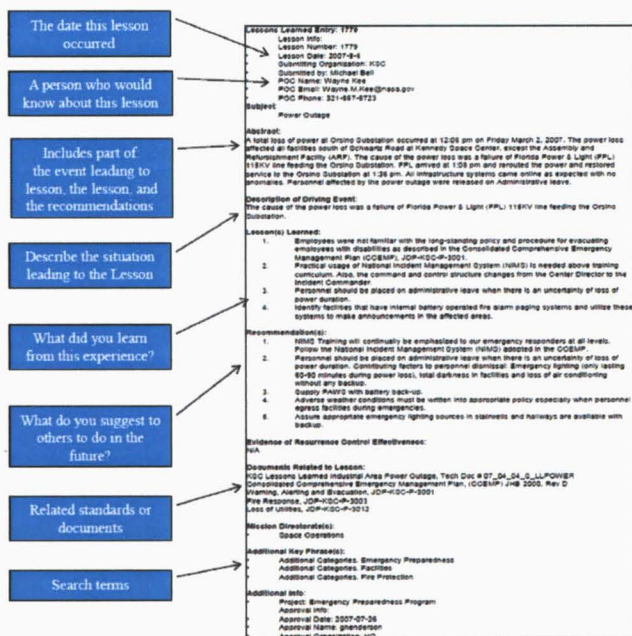 The date this lesson
occurred
A person who would
know about this lesson
Includes part of
the event leading to
lesson, the lesson, and
the recommendations
Describe the situation
leading to the Lesson
What did you learn
from this experience?
What do you suggest to
others to do in the
future?
Related standards or
documents
Search terms
Lessons Learned Entry: 1779
Lesson Info:
Lesson Number: 1779
Lesson Date: 2007-8-6
Submitting Organization: KSC
Submitted by: Michael Bell
POC Name: Wayne Kee
POC Email: Wayne.M.Kee@nasa.gov
POC Phone: 321-867-8723
Subject:
Power Outage
Abstract:
A total loss of power at Orsino Substation occurred at 12:05 pm on Friday March 2, 2007. The power loss
affected all facilities south of Schwartz Road at Kennedy Space Center, except the Assembly and
Refurbishment Facility (ARF). The cause of the power loss was a failure of Florida Power & Light (FPL)
115KV line feeding the Orsino Substation. FPL arrived at 1:05 pm and rerouted the power and restored
service to the Orsino Substation at 1:36 pm. All infrastructure systems came online as expected with no
anomalies. Personnel affected by the power outage were released on Administrative leave.
Description of Driving Event:
The cause of the power loss was a failure of Florida Power & Light (FPL) 115KV line feeding the Orsino
Substation.
Lesson(s) Learned:
1. Employees were not familiar with the long-standing policy and procedure for evacuating
employees with disabilities as described in the Consolidated Comprehensive Emergency
Management Plan (CCEMP), JDP-KSC-P-3001.
2. Practical usage of National Incident Management System (NIMS) is needed above training
curriculum. Also, the command and control structure changes from the Center Director to the
Incident Commander.
3. Personnel should be placed on administrative leave when there is an uncertainty of loss of
power duration.
4. Identify facilities that have internal battery operated fire alarm paging systems and utilize these
systems to make announcements in the affected areas.
Recommendation(s):
1. NIMS Training will continually be emphasized to our emergency responders at all levels.
Follow the National Incident Management System (NIMS) adopted in the CCEMP.
2. Personnel should be placed on administrative leave when there is an uncertainty of loss of
power duration. Contributing factors to personnel dismissal: Emergency lighting (only lasting
60-90 minutes during power loss), total darkness in facilities and loss of air conditioning
without any backup.
3. Supply PAWS with battery back-up.
4. Adverse weather conditions must be written into appropriate policy especially when personnel
egress facilities during emergencies.
5. Assure appropriate emergency lighting sources in stairwells and hallways are available with
backup.
Evidence of Recurrence Control Effectiveness:
N/A
Documents Related to Lesson:
KSC Lessons Learned Industrial Area Power Outage, Tech Doc # 07_04_04_G_LLPOWER
Consolidated Comprehensive Emergency Management Plan, (CCEMP) JHB 2000, Rev D
Warning, Alerting and Evacuation, JDP-KSC-P-3001
Fire Response, JDP-KSC-P-3003
Loss of Utilities, JDP-KSC-P-3012
Mission Directorate(s):
Space Operations
Additional Key Phrase(s):
Additional Categories. Emergency Preparedness
Additional Categories. Facilities
Additional Categories. Fire Protection
Additional Info:
Project: Emergency Preparedness Program
Approval Info:
Approval Date: 2007-07-26
Approval Name: ghenderson
Approval Organization: HQ